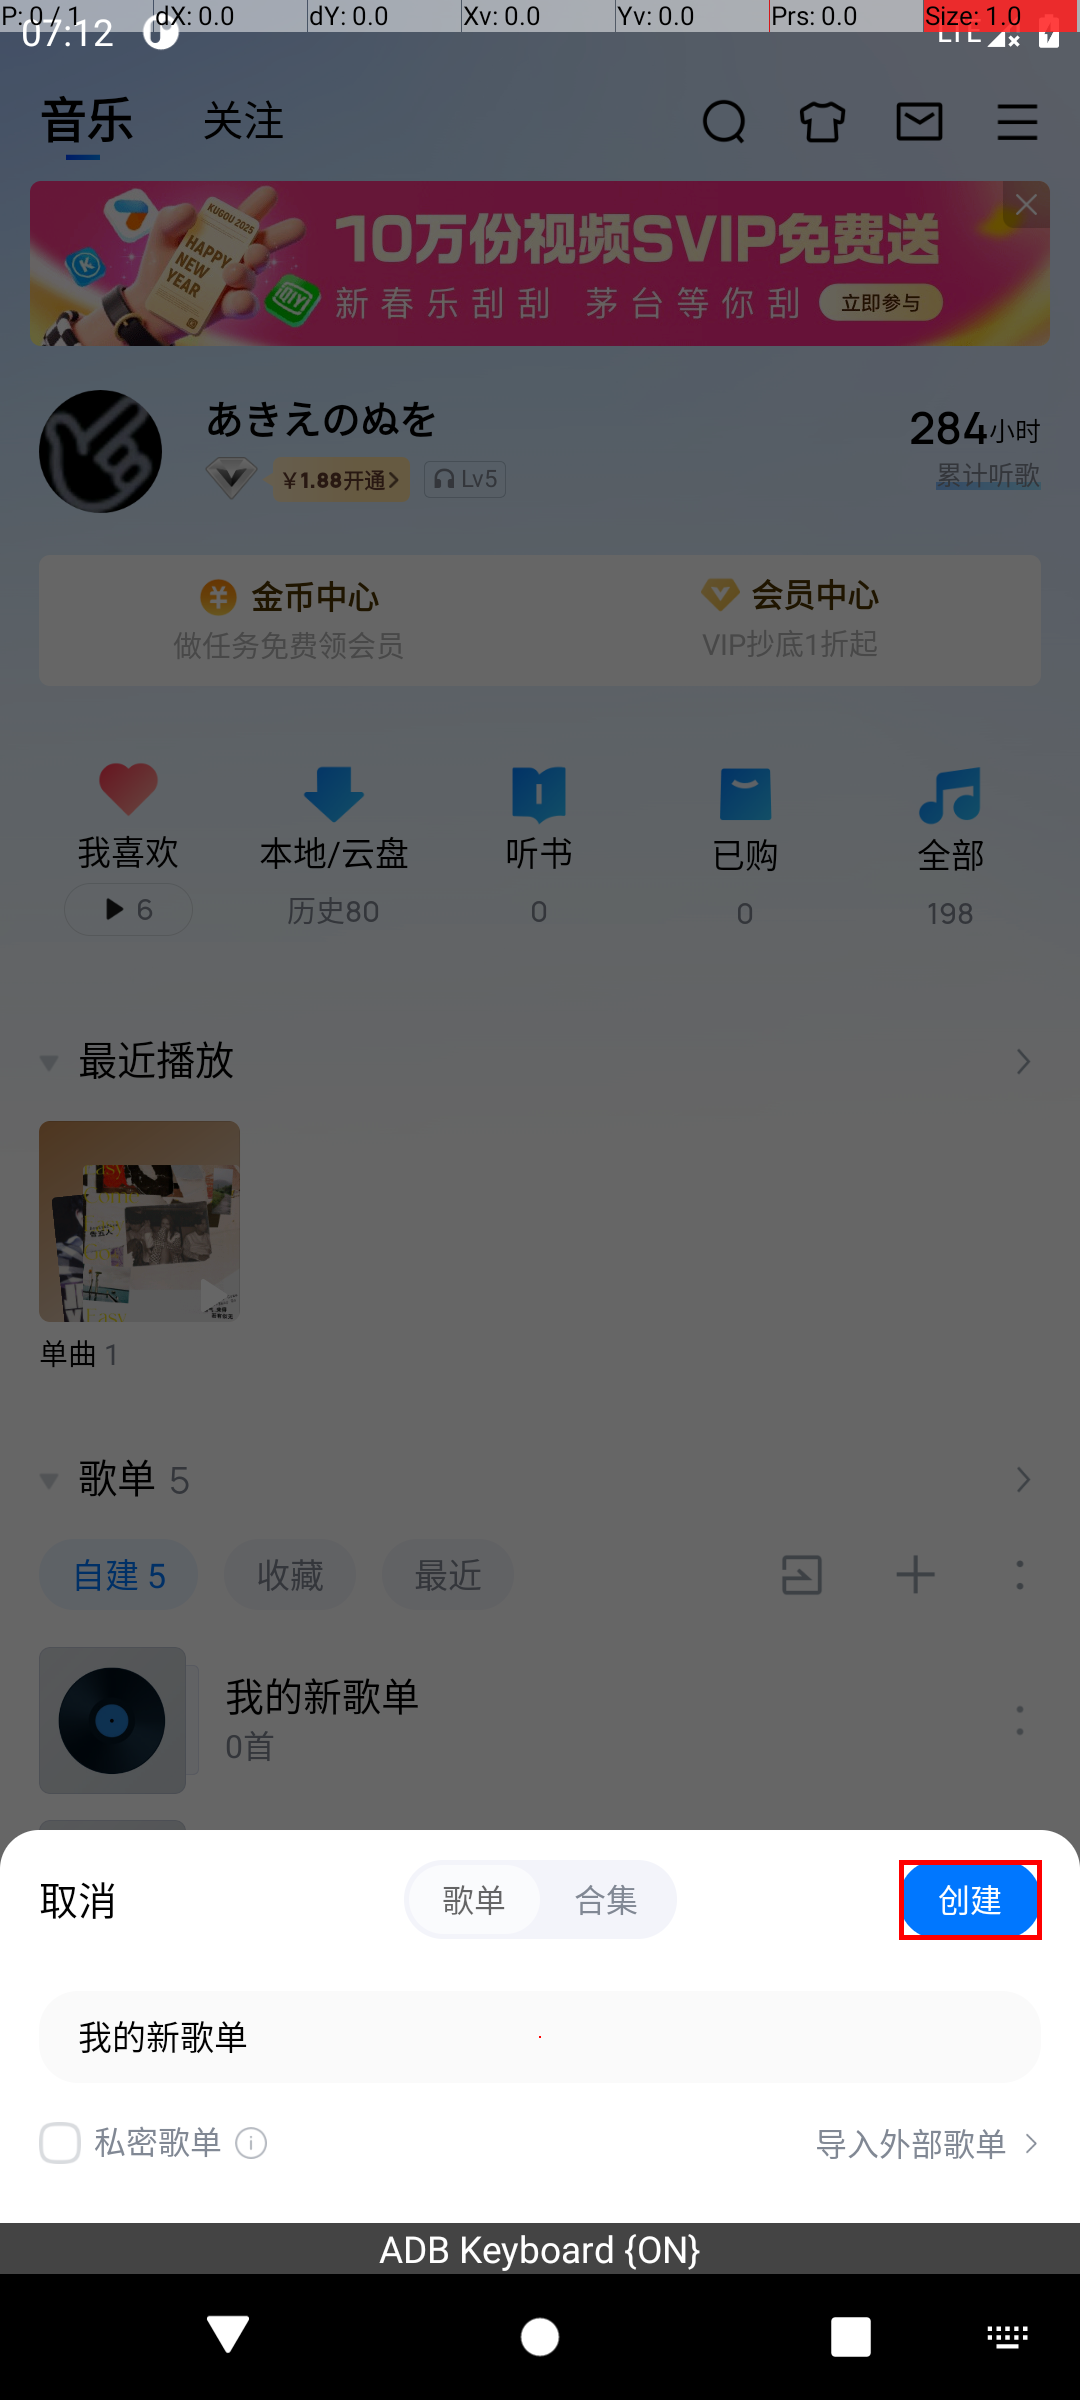 P: 0 / 1
dX: 0.0
dY: 0.0
Xv: 0.0
Yv: 0.0
Prs: 0.0
Size: 1.0
07:12
LTE
音乐
关注
KUGOU 2025
HAPPY
NEW
YEAR
10万份视频SVIP免费送
新春乐刮刮 茅台等你刮
立即参与
あきえのぬを
¥1.88开通
Lv5
284小时
累计听歌
金币中心
做任务免费领会员
会员中心
VIP抄底1折起
我喜欢
6
本地/云盘
历史80
听书
0
已购
0
全部
198
最近播放
单曲 1
歌单 5
自建 5
收藏
最近
我的新歌单
0首
取消
歌单
合集
创建
我的新歌单
私密歌单
导入外部歌单
ADB Keyboard {ON}